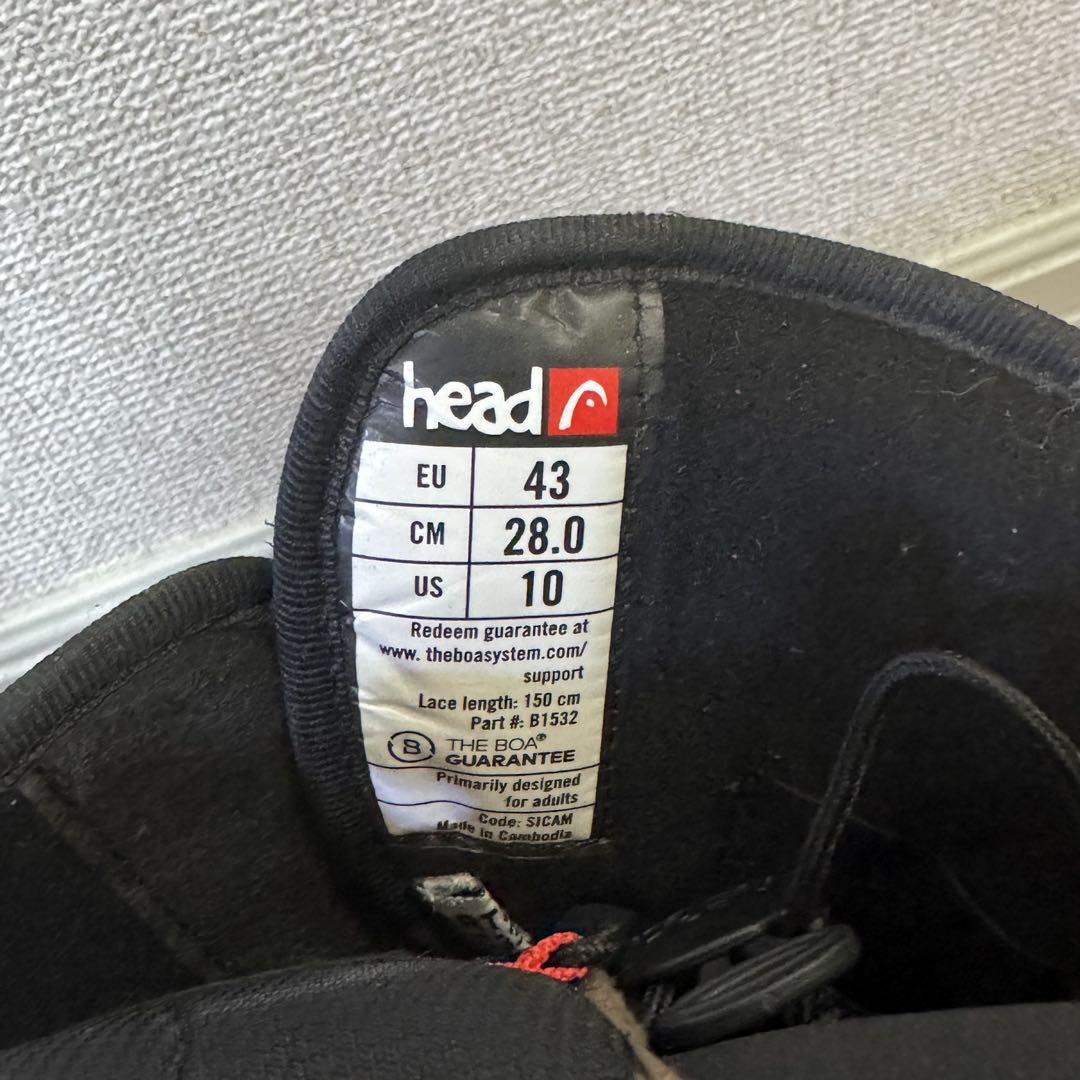 head
EU 43
CM 28.0
US 10
Redeem guarantee at
www. theboasystem.com/
support
Lace length: 150 cm
Part #: B1532
B THE BOA®
GUARANTEE
Primarily designed
for adults
Code: SICAM
Made in Cambodia